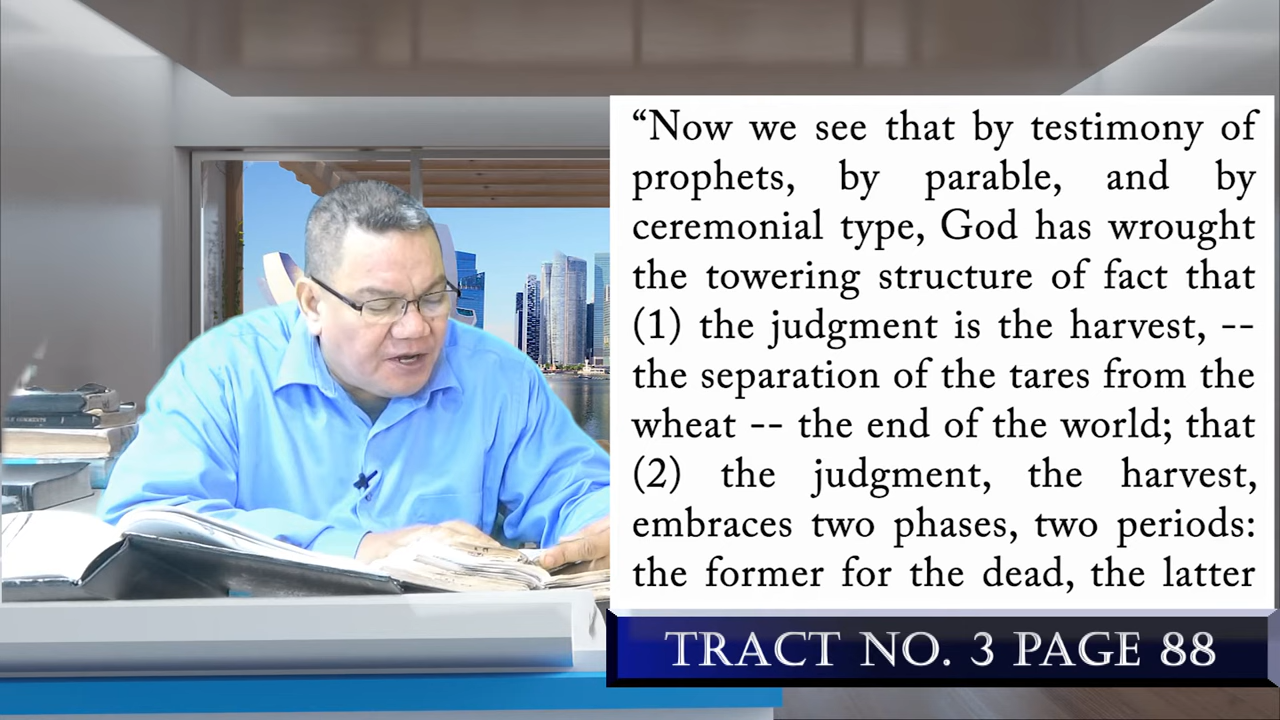 “Now we see that by testimony of
prophets, by parable, and by
ceremonial type, God has wrought
the towering structure of fact that
(1) the judgment is the harvest, --
the separation of the tares from the
wheat -- the end of the world; that
(2) the judgment, the harvest,
embraces two phases, two periods:
the former for the dead, the latter
TRACT NO. 3 PAGE 88